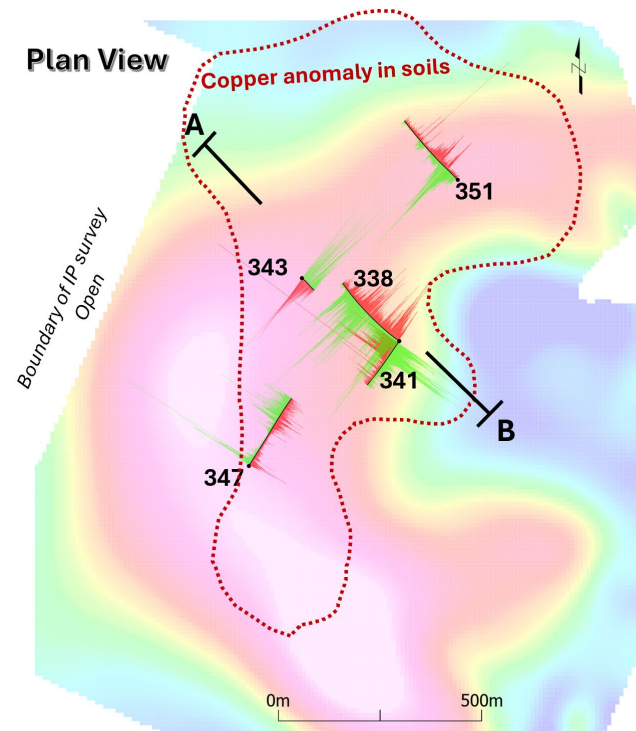 Plan View
Copper anomaly in soils
N
A
351
343
338
Boundary of IP survey
Open
341
B
347
0m
500m